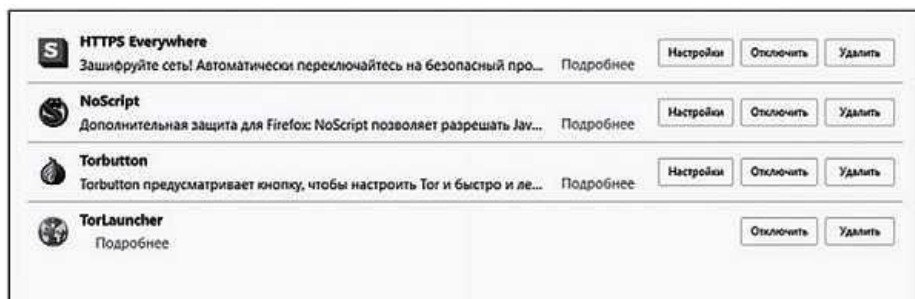 HTTPS Everywhere
Зашифруйте сеть! Автоматически переключайтесь на безопасный про... Подробнее Настройки Отключить Удалить
NoScript
Дополнительная защита для Firefox: NoScript позволяет разрешать Jav... Подробнее Настройки Отключить Удалить
Torbutton
Torbutton предусматривает кнопку, чтобы настроить Tor и быстро и ле... Подробнее Настройки Отключить Удалить
TorLauncher
Подробнее Отключить Удалить